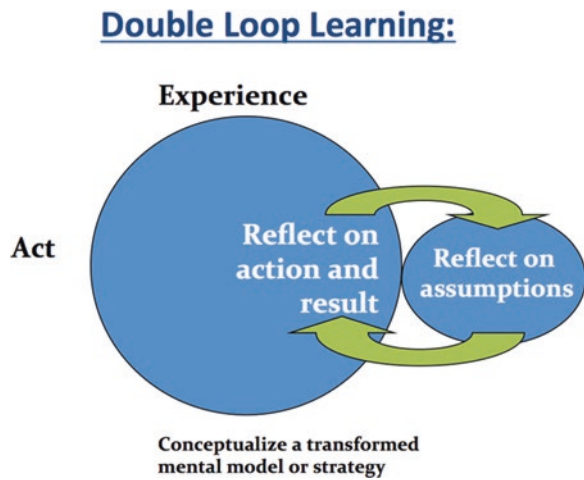 Double Loop Learning:
Experience
Act
Reflect on
action and
result
Reflect on
assumptions
Conceptualize a transformed
mental model or strategy